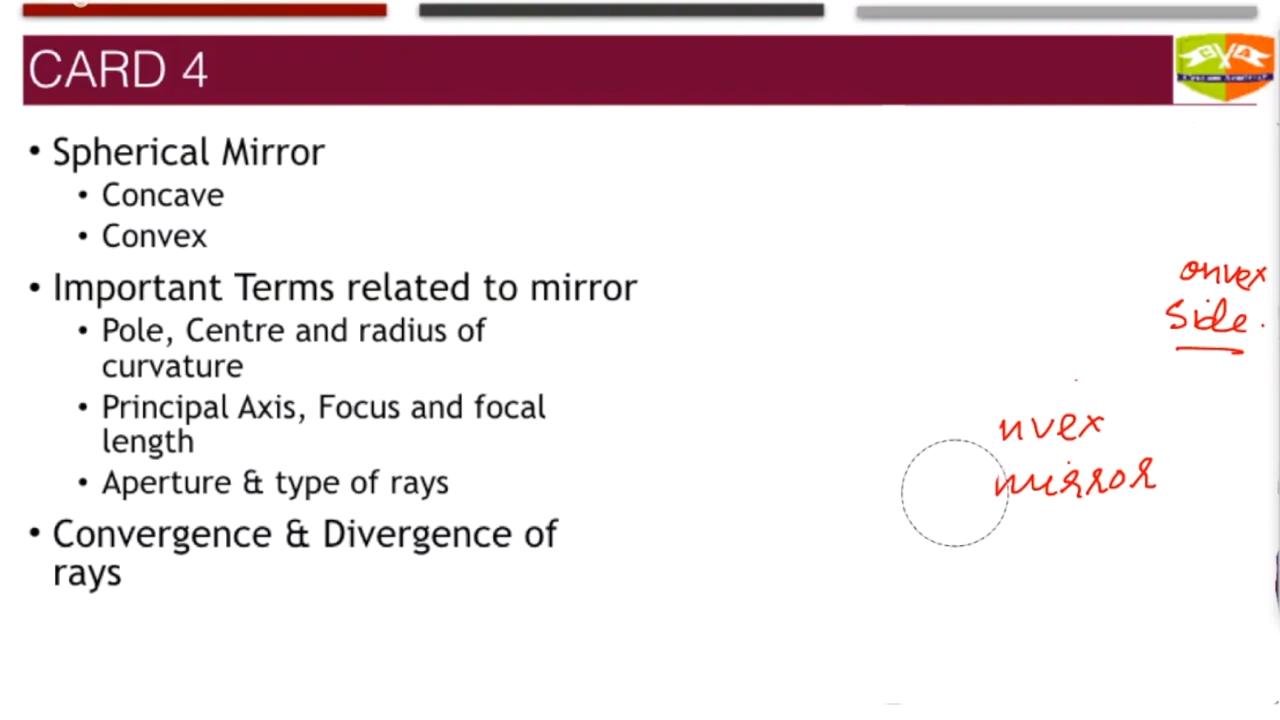 CARD 4
• Spherical Mirror
• Concave
• Convex
• Important Terms related to mirror
• Pole, Centre and radius of
curvature
• Principal Axis, Focus and focal
length
• Aperture & type of rays
• Convergence & Divergence of
rays
onvex
side.
nvex
mirror